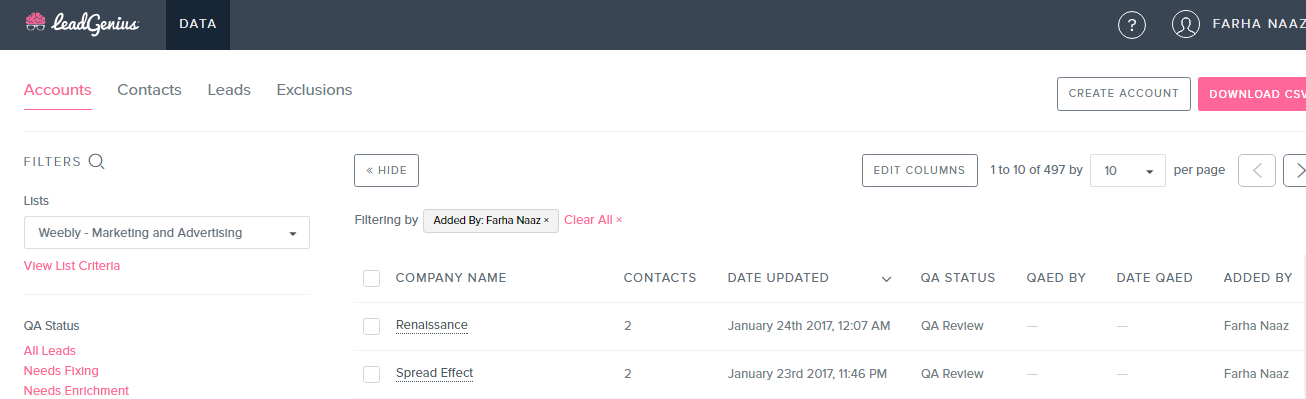 LeadGenius DATA ? FARHA NAAZ
Accounts Contacts Leads Exclusions CREATE ACCOUNT DOWNLOAD CSV
FILTERS « HIDE EDIT COLUMNS 1 to 10 of 497 by 10 per page
Lists
Weebly - Marketing and Advertising Filtering by Added By: Farha Naaz × Clear All ×
View List Criteria
COMPANY NAME CONTACTS DATE UPDATED QA STATUS QAED BY DATE QAED ADDED BY
QA Status Renaissance 2 January 24th 2017, 12:07 AM QA Review — — Farha Naaz
All Leads
Needs Fixing Spread Effect 2 January 23rd 2017, 11:46 PM QA Review — — Farha Naaz
Needs Enrichment